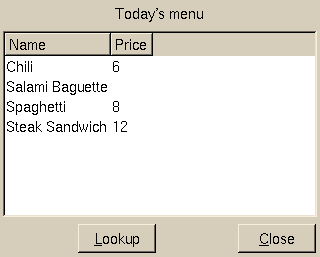 Today's menu
Name Price
Chili 6
Salami Baguette
Spaghetti 8
Steak Sandwich 12
Lookup Close